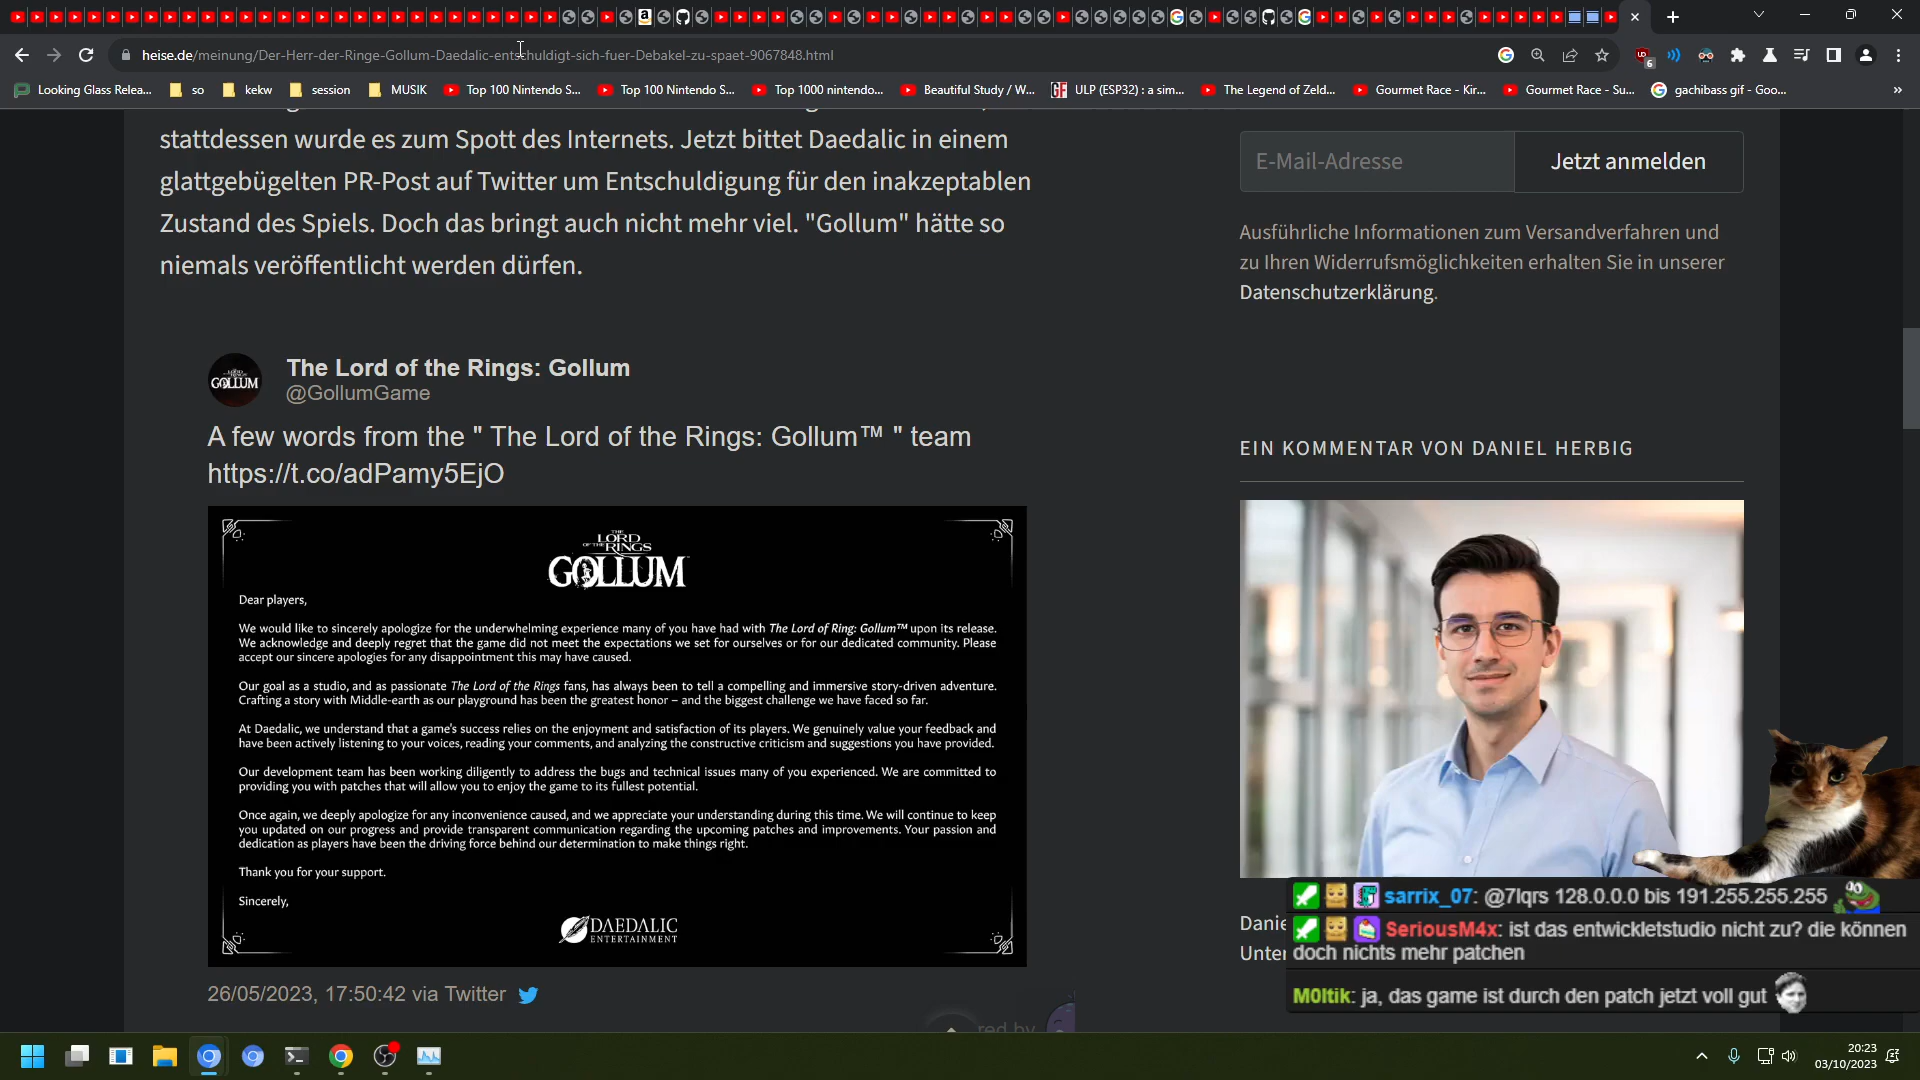 heise.de/meinung/Der-Herr-der-Ringe-Gollum-Daedalic-entschuldigt-sich-fuer-Debakel-zu-spaet-9067848.html
6
Looking Glass Relea...
so
kekw
session
MUSIK
Top 100 Nintendo S...
Top 100 Nintendo S...
Top 1000 nintendo...
Beautiful Study / W...
ULP (ESP32) : a sim...
The Legend of Zeld...
Gourmet Race - Kir...
Gourmet Race - Su...
gachibass gif - Goo...
»
stattdessen wurde es zum Spott des Internets. Jetzt bittet Daedalic in einem
glattgebügelten PR-Post auf Twitter um Entschuldigung für den inakzeptablen
Zustand des Spiels. Doch das bringt auch nicht mehr viel. "Gollum" hätte so
niemals veröffentlicht werden dürfen.
The Lord of the Rings: Gollum
@GollumGame
A few words from the " The Lord of the Rings: Gollum™ " team
https://t.co/adPamy5EjO
THE
LORD
OF THE RINGS
GOLLUM
Dear players,
We would like to sincerely apologize for the underwhelming experience many of you have had with The Lord of Ring: Gollum™ upon its release.
We acknowledge and deeply regret that the game did not meet the expectations we set for ourselves or for our dedicated community. Please
accept our sincere apologies for any disappointment this may have caused.
Our goal as a studio, and as passionate The Lord of the Rings fans, has always been to tell a compelling and immersive story-driven adventure.
Crafting a story with Middle-earth as our playground has been the greatest honor – and the biggest challenge we have faced so far.
At Daedalic, we understand that a game's success relies on the enjoyment and satisfaction of its players. We genuinely value your feedback and
have been actively listening to your voices, reading your comments, and analyzing the constructive criticism and suggestions you have provided.
Our development team has been working diligently to address the bugs and technical issues many of you experienced. We are committed to
providing you with patches that will allow you to enjoy the game to its fullest potential.
Once again, we deeply apologize for any inconvenience caused, and we appreciate your understanding during this time. We will continue to keep
you updated on our progress and provide transparent communication regarding the upcoming patches and improvements. Your passion and
dedication as players have been the driving force behind our determination to make things right.
Thank you for your support.
Sincerely,
DAEDALIC
ENTERTAINMENT
26/05/2023, 17:50:42 via Twitter
red by
E-Mail-Adresse
Jetzt anmelden
Ausführliche Informationen zum Versandverfahren und
zu Ihren Widerrufsmöglichkeiten erhalten Sie in unserer
Datenschutzerklärung.
EIN KOMMENTAR VON DANIEL HERBIG
Danie
Unter
sarrix_07: @7lqrs 128.0.0.0 bis 191.255.255.255
SeriousM4x: ist das entwickletstudio nicht zu? die können
doch nichts mehr patchen
M0ltik: ja, das game ist durch den patch jetzt voll gut
20:23
03/10/2023